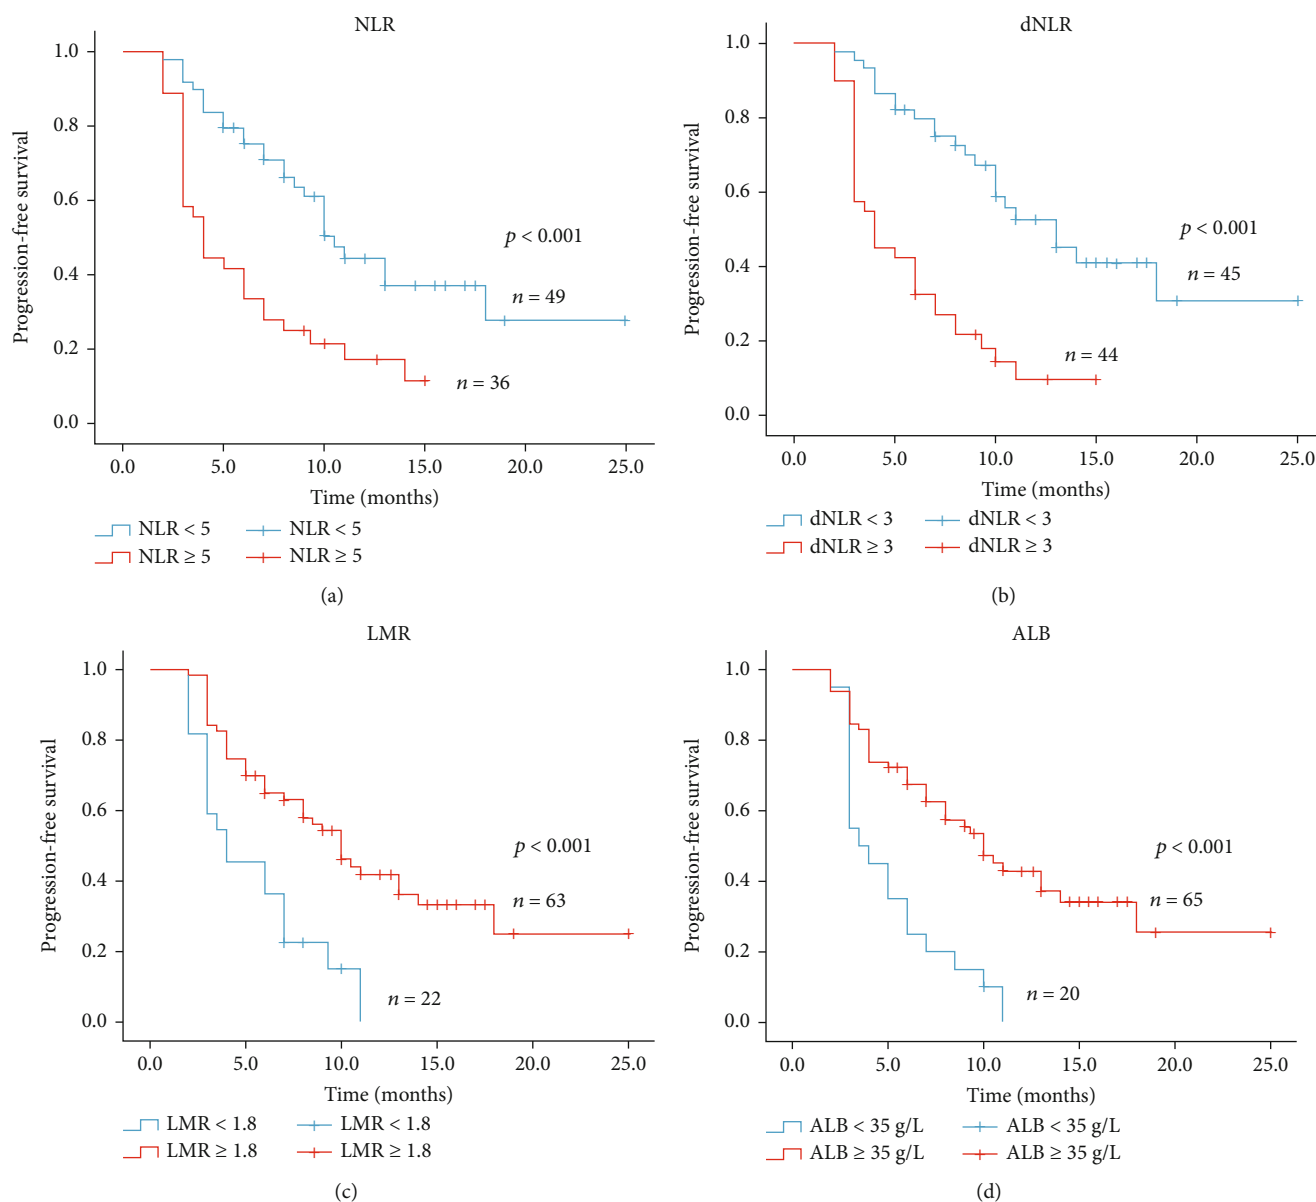 NLR
1.0
0.8
0.6
0.4
0.2
0.0
Progression-free survival
p < 0.001
n = 49
n = 36
0.0 5.0 10.0 15.0 20.0 25.0
Time (months)
NLR < 5 NLR < 5
NLR ≥ 5 NLR ≥ 5
(a)
dNLR
1.0
0.8
0.6
0.4
0.2
0.0
Progression-free survival
p < 0.001
n = 45
n = 44
0.0 5.0 10.0 15.0 20.0 25.0
Time (months)
dNLR < 3 dNLR < 3
dNLR ≥ 3 dNLR ≥ 3
(b)
LMR
1.0
0.8
0.6
0.4
0.2
0.0
Progression-free survival
p < 0.001
n = 63
n = 22
0.0 5.0 10.0 15.0 20.0 25.0
Time (months)
LMR < 1.8 LMR < 1.8
LMR ≥ 1.8 LMR ≥ 1.8
(c)
ALB
1.0
0.8
0.6
0.4
0.2
0.0
Progression-free survival
p < 0.001
n = 65
n = 20
0.0 5.0 10.0 15.0 20.0 25.0
Time (months)
ALB < 35 g/L ALB < 35 g/L
ALB ≥ 35 g/L ALB ≥ 35 g/L
(d)